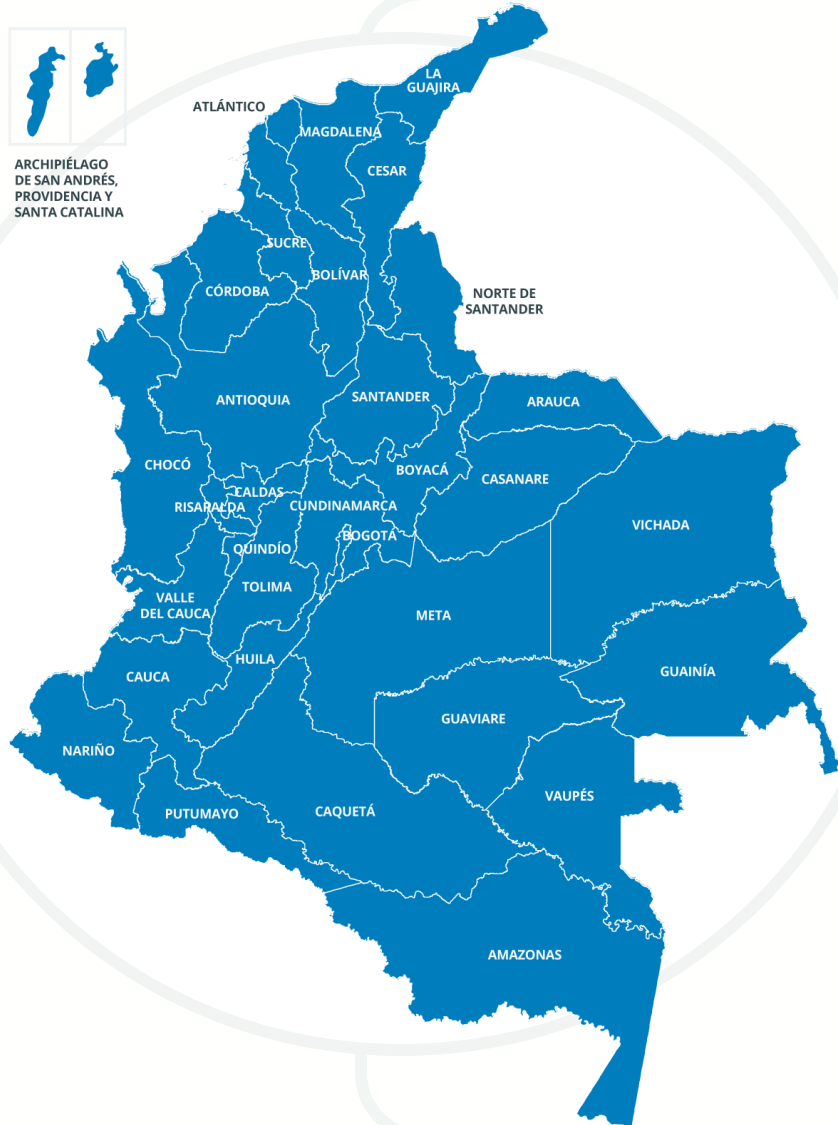 LA
GUAJIRA
ATLÁNTICO
MAGDALENA
CESAR
ARCHIPIÉLAGO
DE SAN ANDRÉS,
PROVIDENCIA Y
SANTA CATALINA
SUCRE
BOLÍVAR
CÓRDOBA
NORTE DE
SANTANDER
ANTIOQUIA
SANTANDER
ARAUCA
CHOCÓ
BOYACÁ
CASANARE
CALDAS
RISARALDA
CUNDINAMARCA
VICHADA
BOGOTÁ
QUINDÍO
TOLIMA
VALLE
DEL CAUCA
META
HUILA
CAUCA
GUAINÍA
GUAVIARE
NARIÑO
VAUPÉS
PUTUMAYO
CAQUETÁ
AMAZONAS